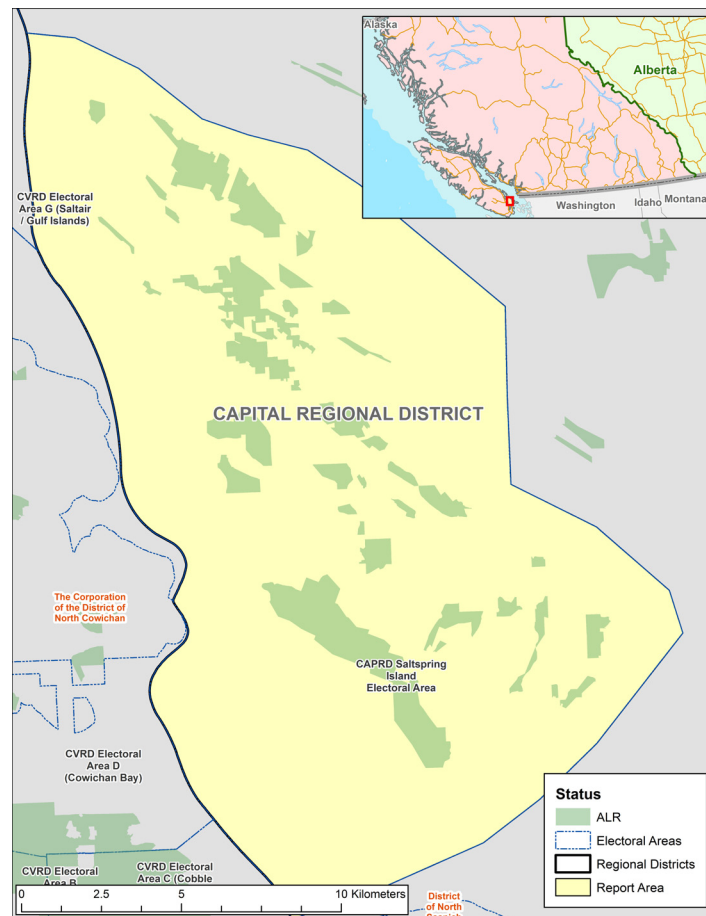 Alaska
Alberta
Washington
Idaho
Montana
CVRD Electoral
Area G (Saltair
/ Gulf Islands)
CAPITAL REGIONAL DISTRICT
The Corporation
of the District of
North Cowichan
CAPRD Saltspring
Island
Electoral Area
CVRD Electoral
Area D
(Cowichan Bay)
Status
ALR
Electoral Areas
Regional Districts
Report Area
CVRD Electoral
Area B
CVRD Electoral
Area C (Cobble
0 2.5 5 10 Kilometers
District
of North